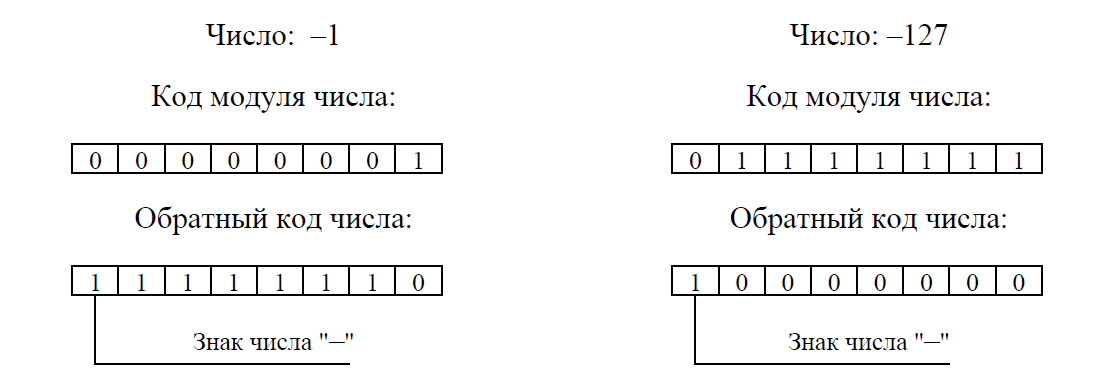 Число: –1
Код модуля числа:
0 0 0 0 0 0 0 1
Обратный код числа:
1 1 1 1 1 1 1 0
Знак числа "–"
Число: –127
Код модуля числа:
0 1 1 1 1 1 1 1
Обратный код числа:
1 0 0 0 0 0 0 0
Знак числа "–"